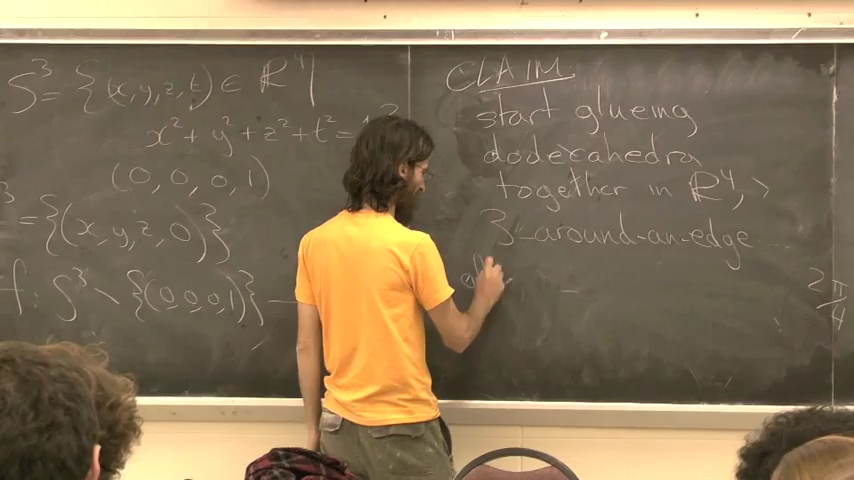 S³= {(x,y,z,t) ∈ ℝ⁴|
x²+ y²+ z²+ t² =
(0,0,0,1)
³={(x,y,z,0)}
f: S³ \ {(0,0,0,1)} —
CLAIM:
start glueing
dodecahedra
together in ℝ⁴,
3-around-an-edge...
2π/4